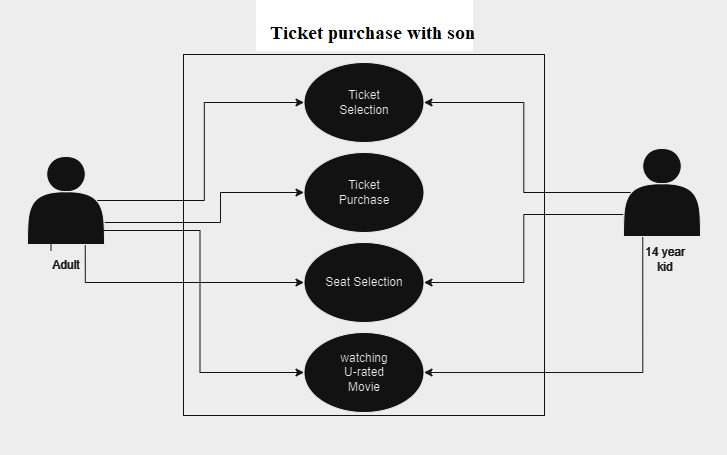 Ticket purchase with son
Ticket
Selection
Ticket
Purchase
Adult
14 year
kid
Seat Selection
watching
U-rated
Movie